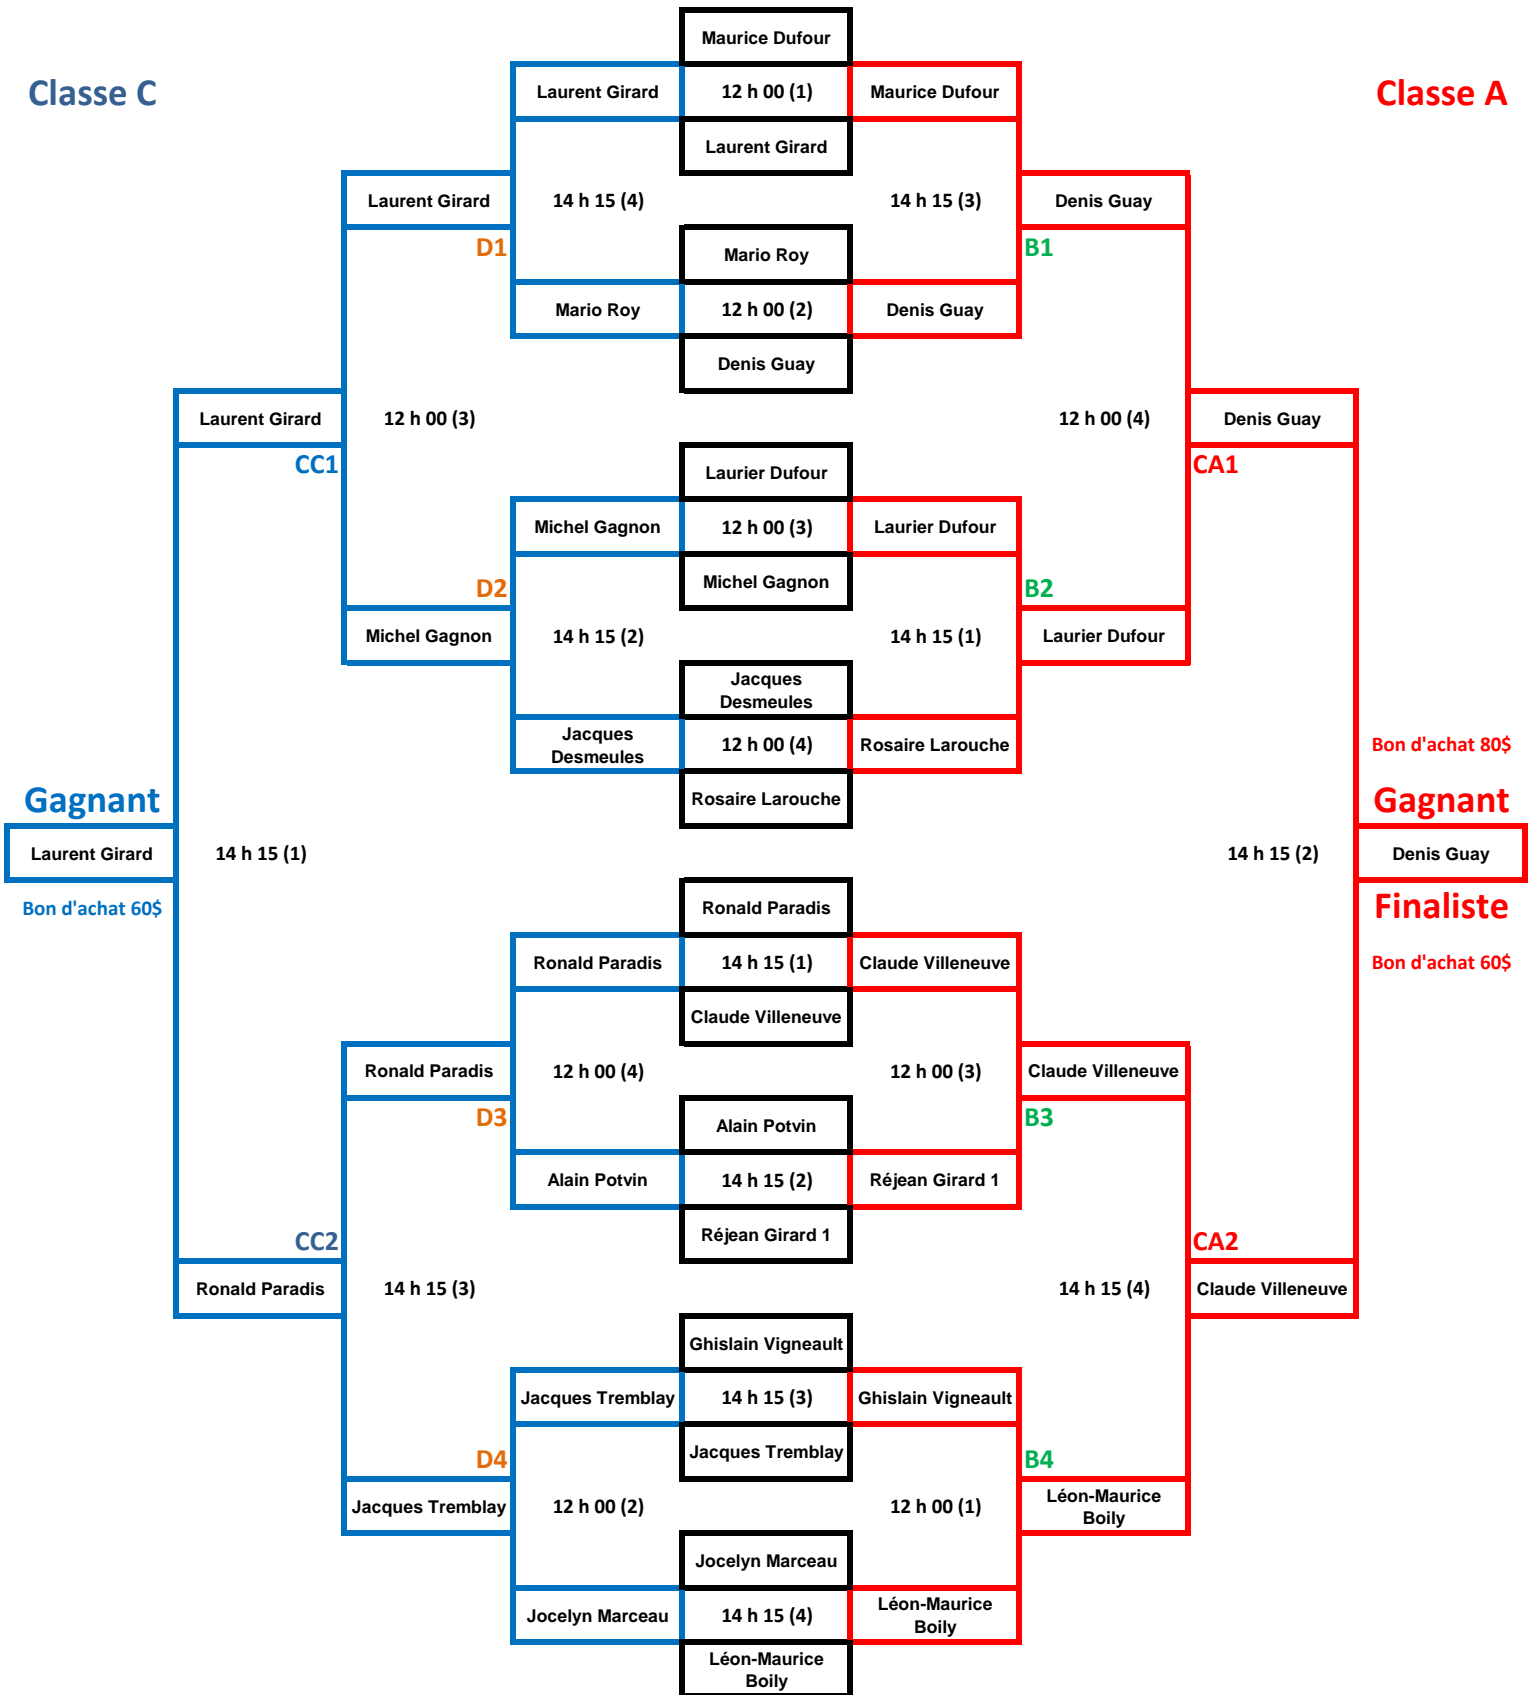 Maurice Dufour
Classe C
Laurent Girard
12 h 00 (1)
Maurice Dufour
Classe A
Laurent Girard
Laurent Girard
14 h 15 (4)
14 h 15 (3)
Denis Guay
D1
Mario Roy
B1
Mario Roy
12 h 00 (2)
Denis Guay
Denis Guay
Laurent Girard
12 h 00 (3)
12 h 00 (4)
Denis Guay
CC1
Laurier Dufour
CA1
Michel Gagnon
12 h 00 (3)
Laurier Dufour
D2
Michel Gagnon
B2
Michel Gagnon
14 h 15 (2)
14 h 15 (1)
Laurier Dufour
Jacques
Desmeules
Jacques
Desmeules
12 h 00 (4)
Rosaire Larouche
Bon d'achat 80$
Gagnant
Rosaire Larouche
Gagnant
Laurent Girard
14 h 15 (1)
14 h 15 (2)
Denis Guay
Bon d'achat 60$
Ronald Paradis
Finaliste
Ronald Paradis
14 h 15 (1)
Claude Villeneuve
Bon d'achat 60$
Claude Villeneuve
Ronald Paradis
12 h 00 (4)
12 h 00 (3)
Claude Villeneuve
D3
Alain Potvin
B3
Alain Potvin
14 h 15 (2)
Réjean Girard 1
CC2
Réjean Girard 1
CA2
Ronald Paradis
14 h 15 (3)
14 h 15 (4)
Claude Villeneuve
Ghislain Vigneault
Jacques Tremblay
14 h 15 (3)
Ghislain Vigneault
D4
Jacques Tremblay
B4
Jacques Tremblay
12 h 00 (2)
12 h 00 (1)
Léon-Maurice
Boily
Jocelyn Marceau
Jocelyn Marceau
14 h 15 (4)
Léon-Maurice
Boily
Léon-Maurice
Boily